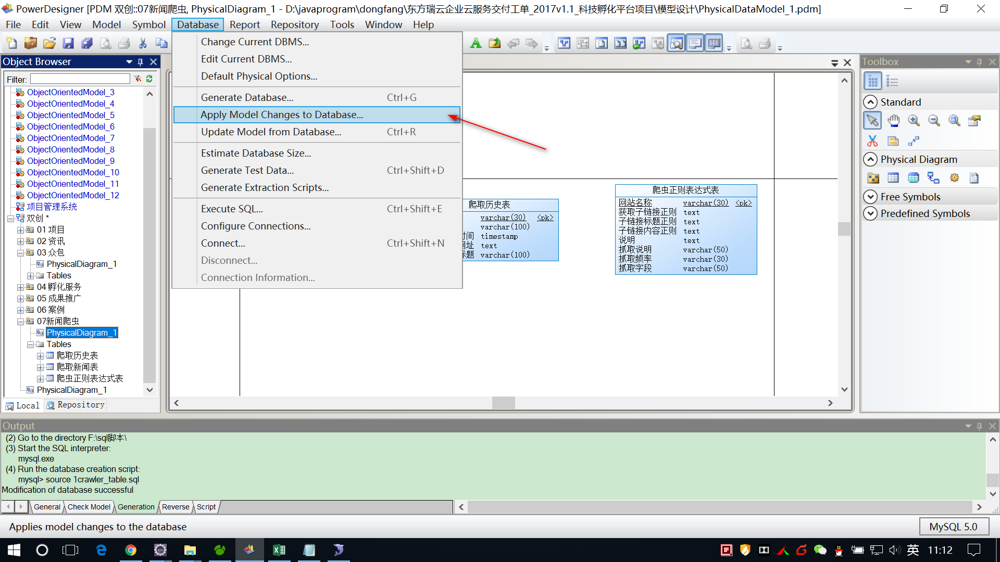 PowerDesigner [PDM 双创::07新闻爬虫, PhysicalDiagram_1 - D:\javaprogram\dongfang\东方瑞云企业云服务交付工单_2017v1.1_科技孵化平台项目\模型设计\PhysicalDataModel_1.pdm]
File Edit View Model Symbol Database Report Repository Tools Window Help
Object Browser
Filter:
ObjectOrientedModel_3
ObjectOrientedModel_4
ObjectOrientedModel_5
ObjectOrientedModel_6
ObjectOrientedModel_7
ObjectOrientedModel_8
ObjectOrientedModel_9
ObjectOrientedModel_10
ObjectOrientedModel_11
ObjectOrientedModel_12
项目管理系统
双创 *
01 项目
02 资讯
03 众包
PhysicalDiagram_1
Tables
04 孵化服务
05 成果推广
06 案例
07新闻爬虫
PhysicalDiagram_1
Tables
爬取历史表
爬取新闻表
爬虫正则表达式表
PhysicalDiagram_1
Local Repository
Change Current DBMS...
Edit Current DBMS...
Default Physical Options...
Generate Database... Ctrl+G
Apply Model Changes to Database...
Update Model from Database... Ctrl+R
Estimate Database Size...
Generate Test Data... Ctrl+Shift+D
Generate Extraction Scripts...
Execute SQL... Ctrl+Shift+E
Configure Connections...
Connect... Ctrl+Shift+N
Disconnect...
Connection Information...
爬取历史表
varchar(30) <pk>
varchar(100)
时间 timestamp
网址 text
标题 varchar(100)
爬虫正则表达式表
网站名称 varchar(30) <pk>
获取子链接正则 text
子链接标题正则 text
子链接内容正则 text
说明 text
抓取说明 varchar(50)
抓取频率 varchar(30)
抓取字段 varchar(50)
Toolbox
Standard
Physical Diagram
Free Symbols
Predefined Symbols
Output
(2) Go to the directory F:\sql脚本\
(3) Start the SQL interpreter:
mysql.exe
(4) Run the database creation script:
mysql> source 1crawler_table.sql
Modification of database successful
General Check Model Generation Reverse Script
Applies model changes to the database
MySQL 5.0
英 11:12